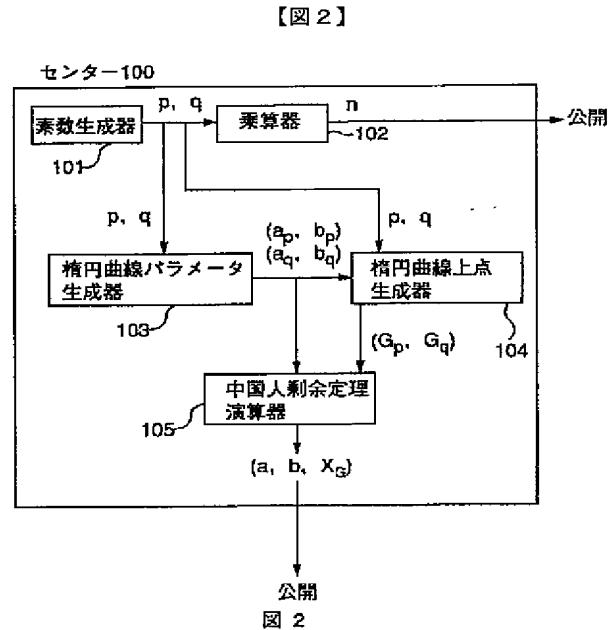 【図2】
センター100
p, q
n
素数生成器
乗算器
公開
101
102
p, q
p, q
(ap, bp)
(aq, bq)
楕円曲線パラメータ
生成器
楕円曲線上点
生成器
103
104
(Gp, Gq)
中国人剰余定理
演算器
105
(a, b, XG)
公開
図 2